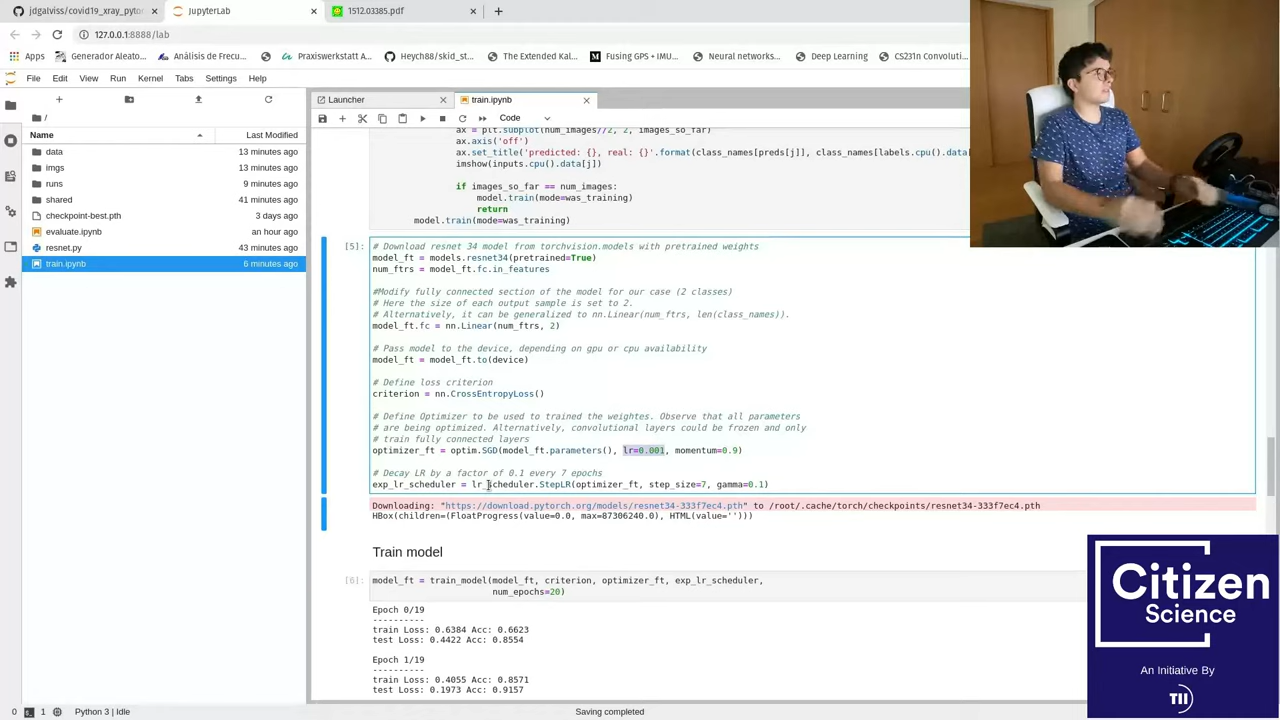 jdgalviss/covid19_xray_pyto
JupyterLab
1512.03385.pdf
127.0.0.1:8888/lab
Apps
Generador Aleato...
Análisis de Frecu...
Praxiswerkstatt A...
Heych88/skid_st...
The Extended Kal...
Fusing GPS + IMU...
Neural networks...
Deep Learning
CS231n Convoluti...
File Edit View Run Kernel Tabs Settings Help
Launcher
train.ipynb
/
Code
Name
Last Modified
data 13 minutes ago
imgs 13 minutes ago
runs 9 minutes ago
shared 41 minutes ago
checkpoint-best.pth 3 days ago
evaluate.ipynb an hour ago
resnet.py 43 minutes ago
train.ipynb 6 minutes ago
ax = plt.subplot(num_images//2, 2, images_so_far)
ax.axis('off')
ax.set_title('predicted: {}, real: {}'.format(class_names[preds[j]], class_names[labels.cpu().data
imshow(inputs.cpu().data[j])
if images_so_far == num_images:
model.train(mode=was_training)
return
model.train(mode=was_training)
[5]:
# Download resnet 34 model from torchvision.models with pretrained weights
model_ft = models.resnet34(pretrained=True)
num_ftrs = model_ft.fc.in_features
#Modify fully connected section of the model for our case (2 classes)
# Here the size of each output sample is set to 2.
# Alternatively, it can be generalized to nn.Linear(num_ftrs, len(class_names)).
model_ft.fc = nn.Linear(num_ftrs, 2)
# Pass model to the device, depending on gpu or cpu availability
model_ft = model_ft.to(device)
# Define loss criterion
criterion = nn.CrossEntropyLoss()
# Define Optimizer to be used to trained the weightes. Observe that all parameters
# are being optimized. Alternatively, convolutional layers could be frozen and only
# train fully connected layers
optimizer_ft = optim.SGD(model_ft.parameters(), lr=0.001, momentum=0.9)
# Decay LR by a factor of 0.1 every 7 epochs
exp_lr_scheduler = lr_scheduler.StepLR(optimizer_ft, step_size=7, gamma=0.1)
Downloading: "https://download.pytorch.org/models/resnet34-333f7ec4.pth" to /root/.cache/torch/checkpoints/resnet34-333f7ec4.pth
HBox(children=(FloatProgress(value=0.0, max=87306240.0), HTML(value='')))
Train model
[6]:
model_ft = train_model(model_ft, criterion, optimizer_ft, exp_lr_scheduler,
num_epochs=20)
Epoch 0/19
----------
train Loss: 0.6384 Acc: 0.6623
test Loss: 0.4422 Acc: 0.8554
Epoch 1/19
----------
train Loss: 0.4055 Acc: 0.8571
test Loss: 0.1973 Acc: 0.9157
Citizen
Science
An Initiative By
TII
0
1
Python 3 | Idle
Saving completed